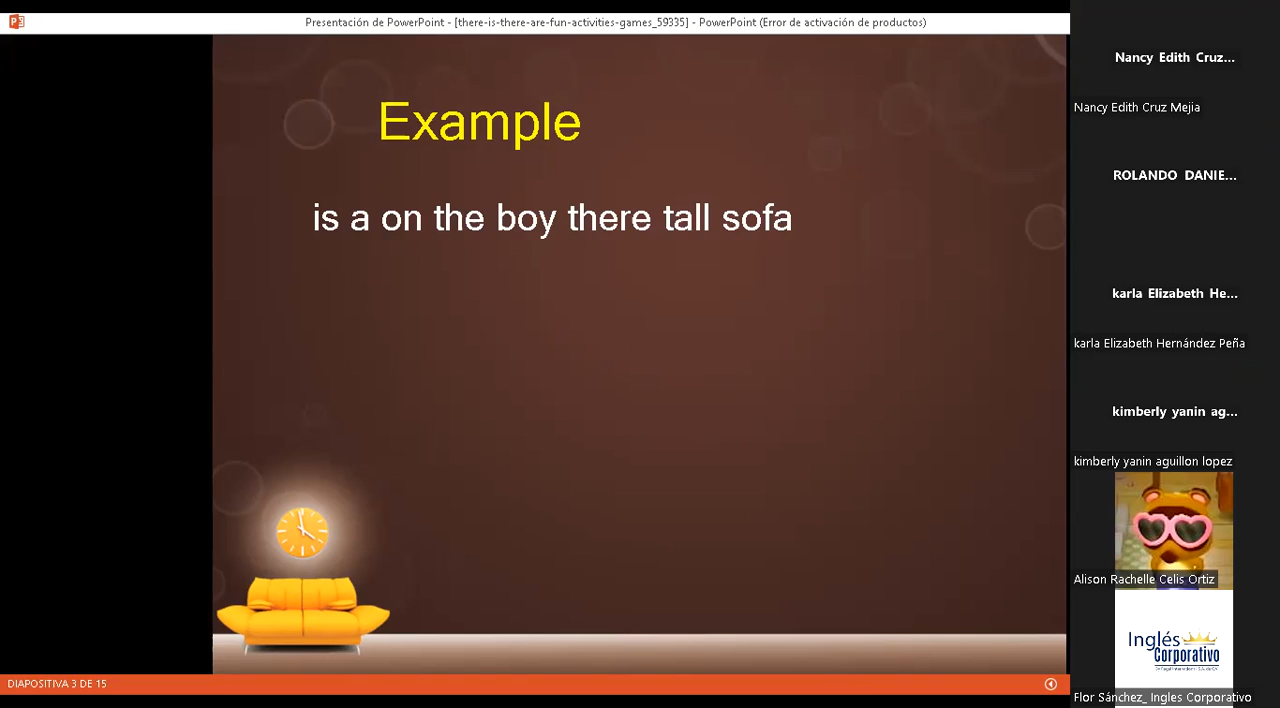 Presentación de PowerPoint - [there-is-there-are-fun-activities-games_59335] - PowerPoint (Error de activación de productos)
Example
is a on the boy there tall sofa
DIAPOSITIVA 3 DE 15
Nancy Edith Cruz...
Nancy Edith Cruz Mejia
ROLANDO DANIE...
karla Elizabeth He...
karla Elizabeth Hernández Peña
kimberly yanin ag...
kimberly yanin aguillon lopez
Alison Rachelle Celis Ortiz
Inglés
Corporativo
Flor Sánchez_ Ingles Corporativo